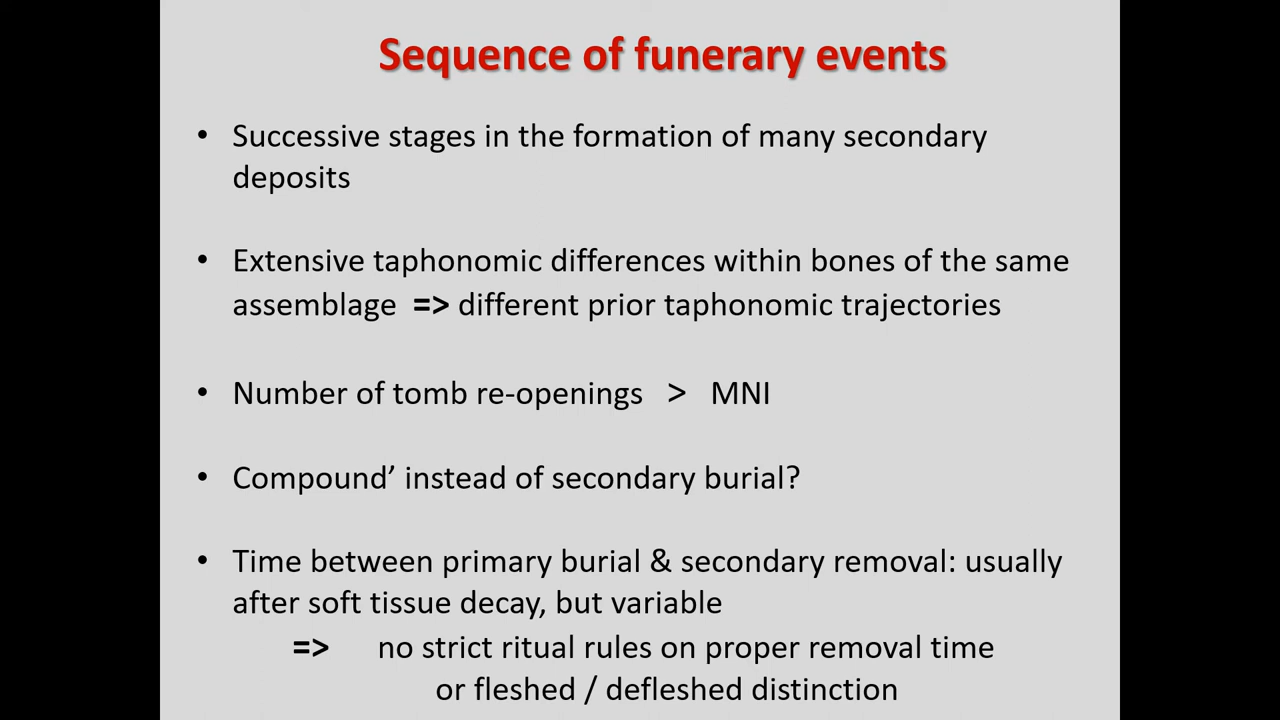 Sequence of funerary events
• Successive stages in the formation of many secondary
deposits
• Extensive taphonomic differences within bones of the same
assemblage => different prior taphonomic trajectories
• Number of tomb re-openings > MNI
• Compound’ instead of secondary burial?
• Time between primary burial & secondary removal: usually
after soft tissue decay, but variable
=> no strict ritual rules on proper removal time
or fleshed / defleshed distinction